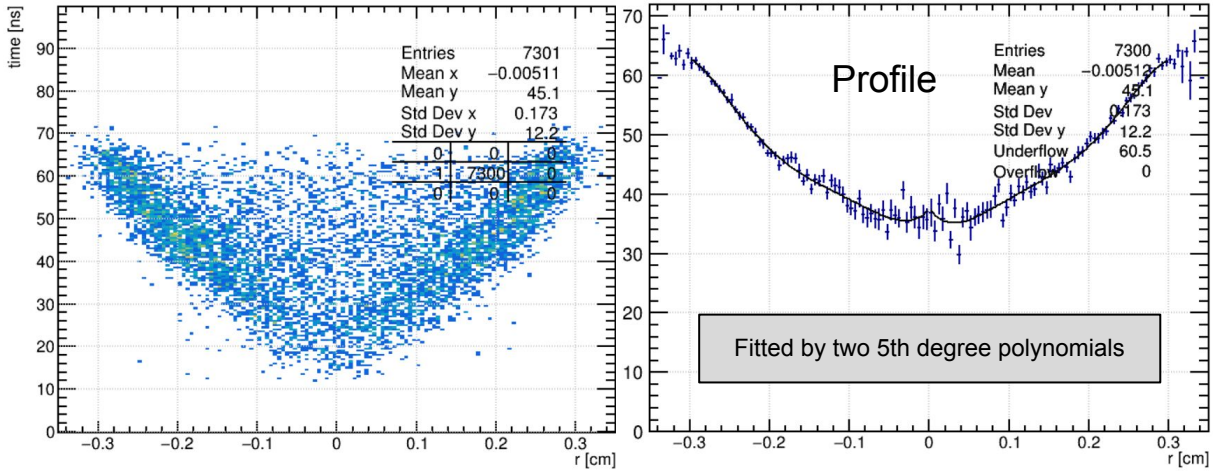 time [ns]
90
80
70
60
50
40
30
20
10
0
Entries 7301
Mean x −0.00511
Mean y 45.1
Std Dev x 0.173
Std Dev y 12.2
0 0 0
1 7300 0
0 0 0
−0.3 −0.2 −0.1 0 0.1 0.2 0.3
r [cm]
70
60
50
40
30
20
10
0
Profile
Entries 7300
Mean −0.00512
Mean y 45.1
Std Dev 0.173
Std Dev y 12.2
Underflow 60.5
Overflow 0
Fitted by two 5th degree polynomials
−0.3 −0.2 −0.1 0 0.1 0.2 0.3
r [cm]